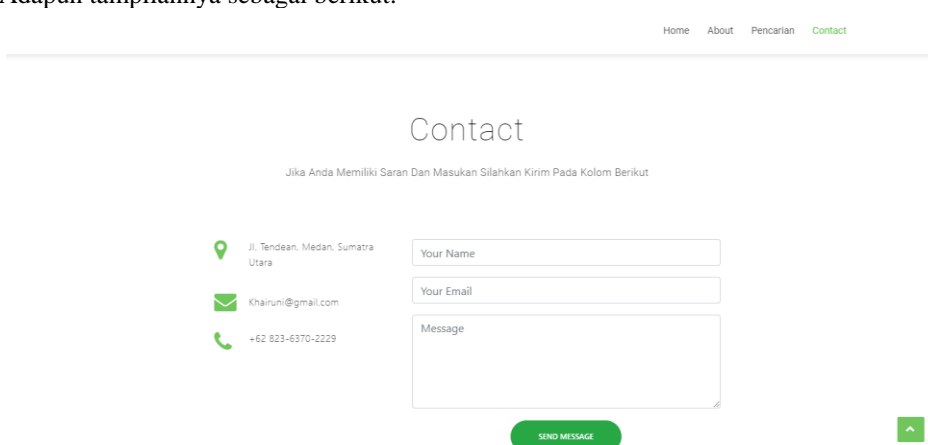 Adapun tampilannya sebagai berikut:
Home About Pencarian Contact
Contact
Jika Anda Memiliki Saran Dan Masukan Silahkan Kirim Pada Kolom Berikut
Jl. Tendean, Medan, Sumatra
Utara
Khairuni@gmail.com
+62 823-6370-2229
Your Name
Your Email
Message
SEND MESSAGE